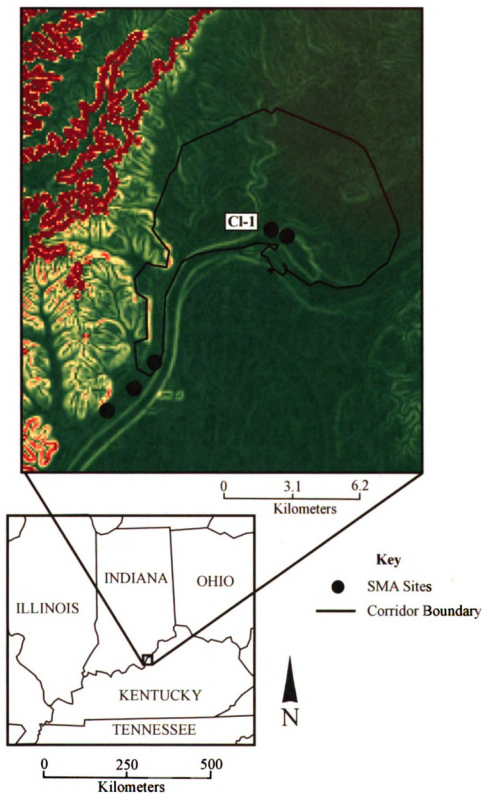 Cl-1
0 3.1 6.2
Kilometers
INDIANA
OHIO
ILLINOIS
KENTUCKY
TENNESSEE
Key
SMA Sites
Corridor Boundary
N
0 250 500
Kilometers